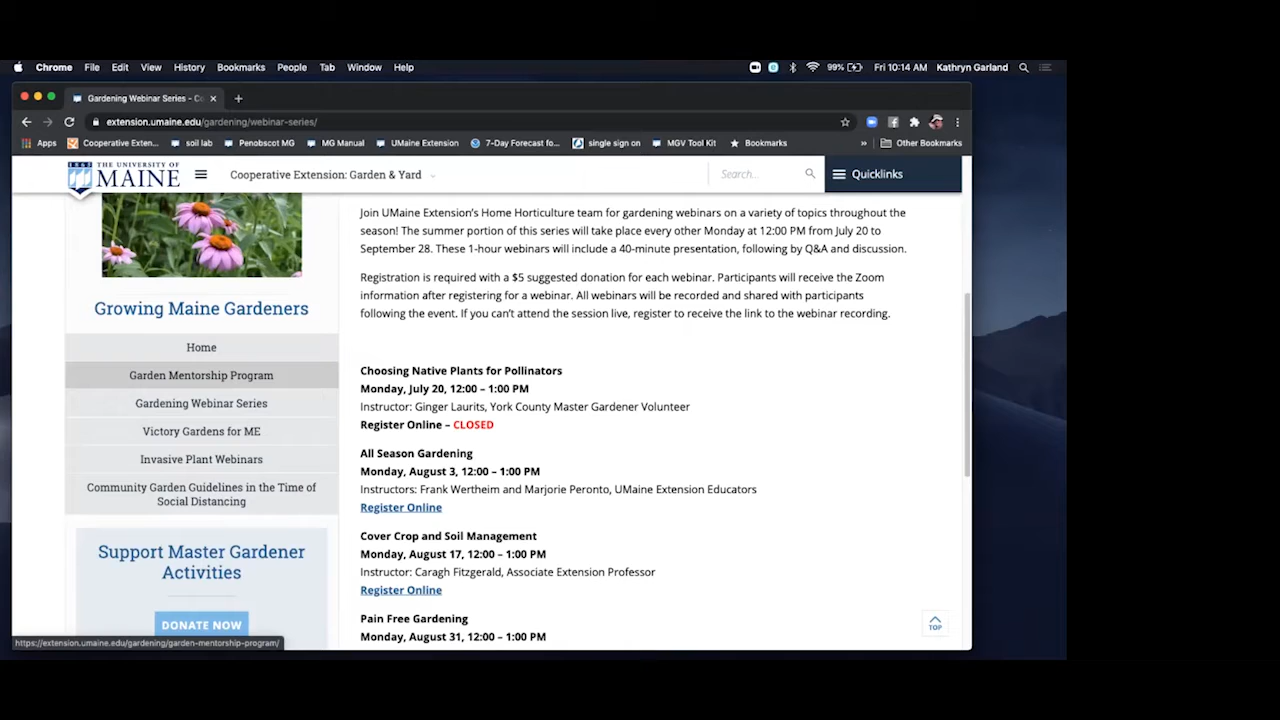 Chrome File Edit View History Bookmarks People Tab Window Help 99% Fri 10:14 AM Kathryn Garland
Gardening Webinar Series - Co
extension.umaine.edu/gardening/webinar-series/
Apps Cooperative Exten... soil lab Penobscot MG MG Manual UMaine Extension 7-Day Forecast fo... single sign on MGV Tool Kit Bookmarks » Other Bookmarks
1865 THE UNIVERSITY OF
MAINE
Cooperative Extension: Garden & Yard
Search...
Quicklinks
Growing Maine Gardeners
Home
Garden Mentorship Program
Gardening Webinar Series
Victory Gardens for ME
Invasive Plant Webinars
Community Garden Guidelines in the Time of
Social Distancing
Support Master Gardener
Activities
DONATE NOW
Join UMaine Extension's Home Horticulture team for gardening webinars on a variety of topics throughout the
season! The summer portion of this series will take place every other Monday at 12:00 PM from July 20 to
September 28. These 1-hour webinars will include a 40-minute presentation, following by Q&A and discussion.
Registration is required with a $5 suggested donation for each webinar. Participants will receive the Zoom
information after registering for a webinar. All webinars will be recorded and shared with participants
following the event. If you can't attend the session live, register to receive the link to the webinar recording.
Choosing Native Plants for Pollinators
Monday, July 20, 12:00 – 1:00 PM
Instructor: Ginger Laurits, York County Master Gardener Volunteer
Register Online – CLOSED
All Season Gardening
Monday, August 3, 12:00 – 1:00 PM
Instructors: Frank Wertheim and Marjorie Peronto, UMaine Extension Educators
Register Online
Cover Crop and Soil Management
Monday, August 17, 12:00 – 1:00 PM
Instructor: Caragh Fitzgerald, Associate Extension Professor
Register Online
Pain Free Gardening
Monday, August 31, 12:00 – 1:00 PM
TOP
https://extension.umaine.edu/gardening/garden-mentorship-program/